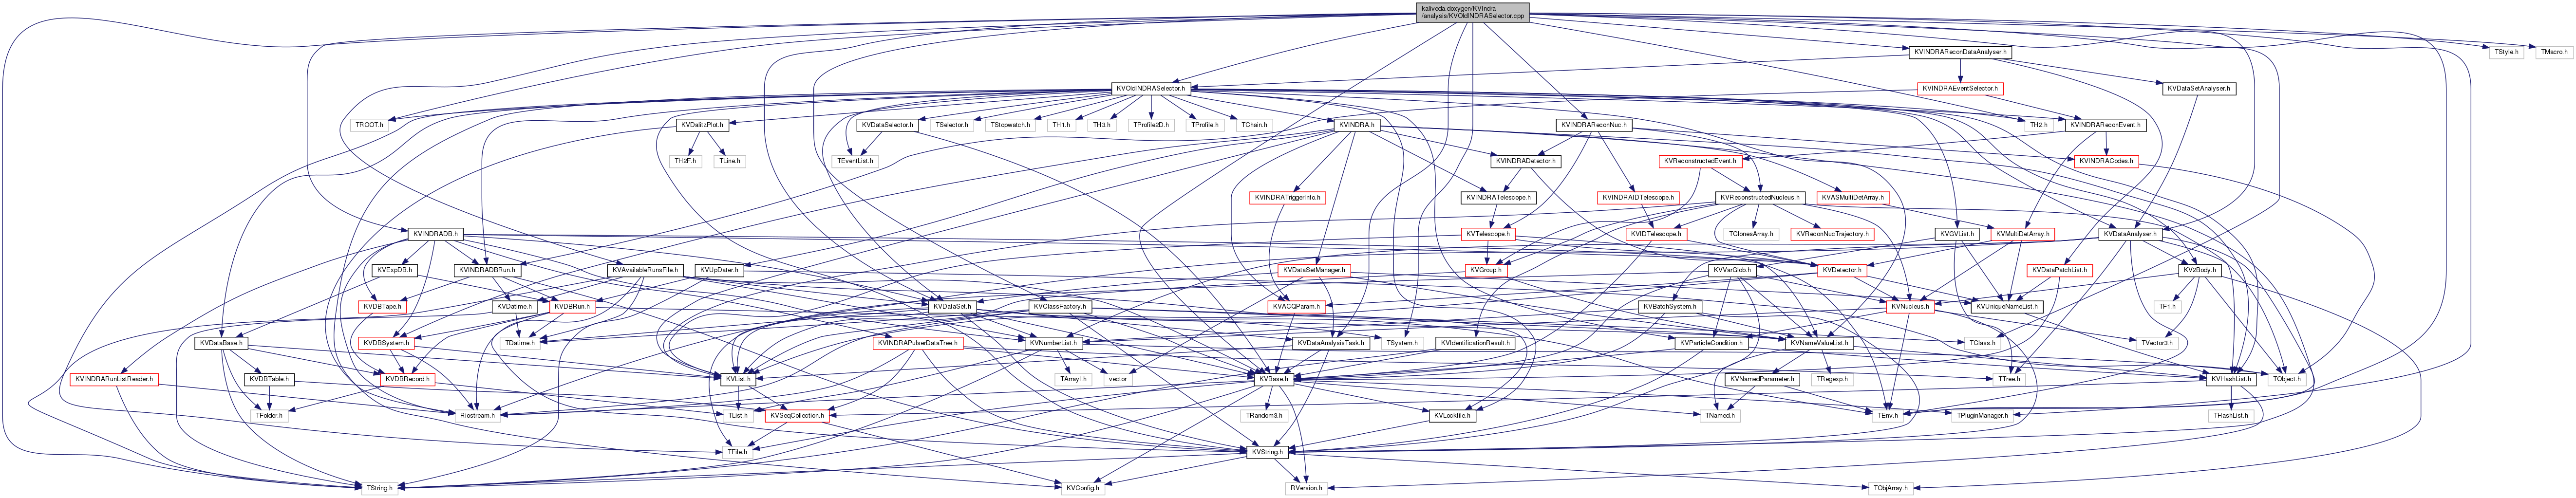 kaliveda.doxygen/KVIndra
/analysis/KVOldINDRASelector.cpp
KVINDRAReconDataAnalyser.h
TStyle.h
TMacro.h
KVOldINDRASelector.h
KVINDRAEventSelector.h
KVDataSetAnalyser.h
TROOT.h
KVDalitzPlot.h
KVDataSelector.h
TSelector.h
TStopwatch.h
TH1.h
TH3.h
TProfile2D.h
TProfile.h
TChain.h
KVINDRA.h
KVINDRAReconNuc.h
TH2.h
KVINDRAReconEvent.h
TH2F.h
TLine.h
TEventList.h
KVINDRADetector.h
KVReconstructedEvent.h
KVINDRACodes.h
KVINDRATriggerInfo.h
KVINDRATelescope.h
KVINDRAIDTelescope.h
KVReconstructedNucleus.h
KVASMultiDetArray.h
KVINDRADB.h
KVTelescope.h
KVIDTelescope.h
TClonesArray.h
KVReconNucTrajectory.h
KVGVList.h
KVMultiDetArray.h
KVDataAnalyser.h
KVExpDB.h
KVINDRADBRun.h
KVAvailableRunsFile.h
KVUpDater.h
KVDataSetManager.h
KVGroup.h
KVVarGlob.h
KVDetector.h
KVDataPatchList.h
KV2Body.h
KVDBTape.h
KVDatime.h
KVDBRun.h
KVDataSet.h
KVClassFactory.h
KVACQParam.h
KVBatchSystem.h
KVNucleus.h
KVUniqueNameList.h
TF1.h
KVDataBase.h
KVDBSystem.h
TDatime.h
KVINDRAPulserDataTree.h
KVNumberList.h
KVDataAnalysisTask.h
TSystem.h
KVIdentificationResult.h
KVParticleCondition.h
KVNameValueList.h
TClass.h
TVector3.h
KVINDRARunListReader.h
KVDBTable.h
KVDBRecord.h
KVList.h
TArrayI.h
vector
KVBase.h
KVNamedParameter.h
TRegexp.h
TTree.h
KVHashList.h
TObject.h
TFolder.h
Riostream.h
TList.h
KVSeqCollection.h
TRandom3.h
KVLockfile.h
TNamed.h
TEnv.h
TPluginManager.h
THashList.h
TFile.h
KVString.h
TString.h
KVConfig.h
RVersion.h
TObjArray.h